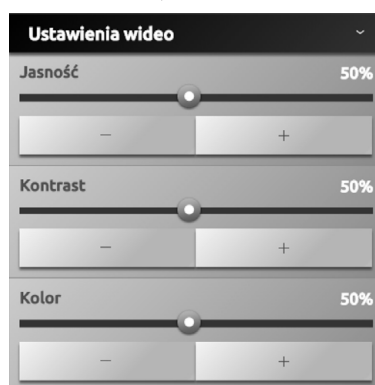 Ustawienia wideo
Jasność 50%
− +
Kontrast 50%
− +
Kolor 50%
− +